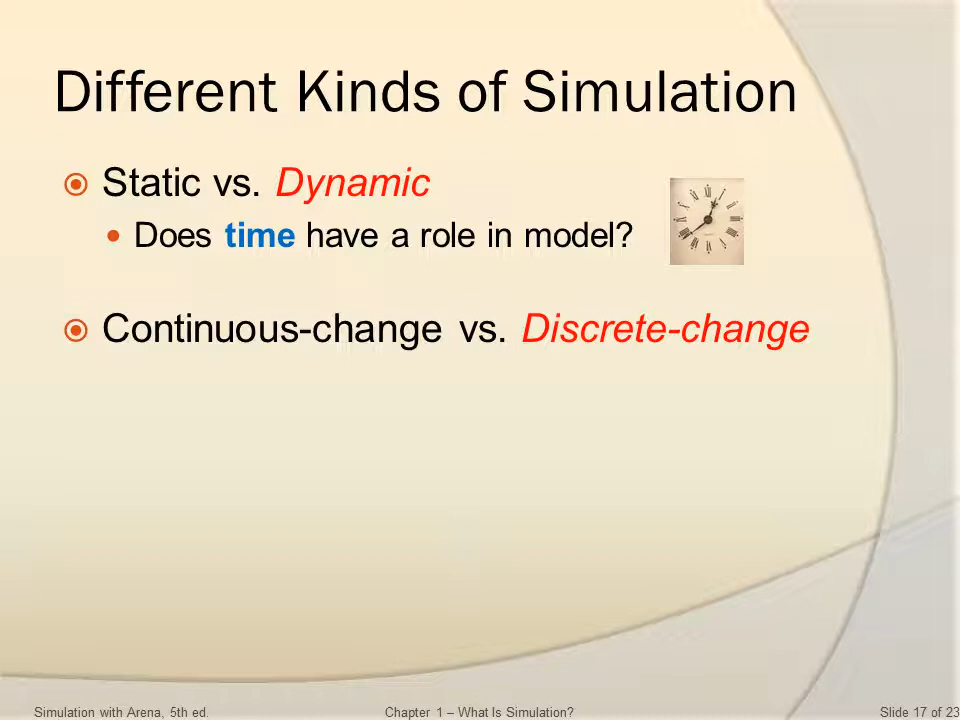 Different Kinds of Simulation
Static vs. Dynamic
Does time have a role in model?
Continuous-change vs. Discrete-change
Simulation with Arena, 5th ed.
Chapter 1 – What Is Simulation?
Slide 17 of 23